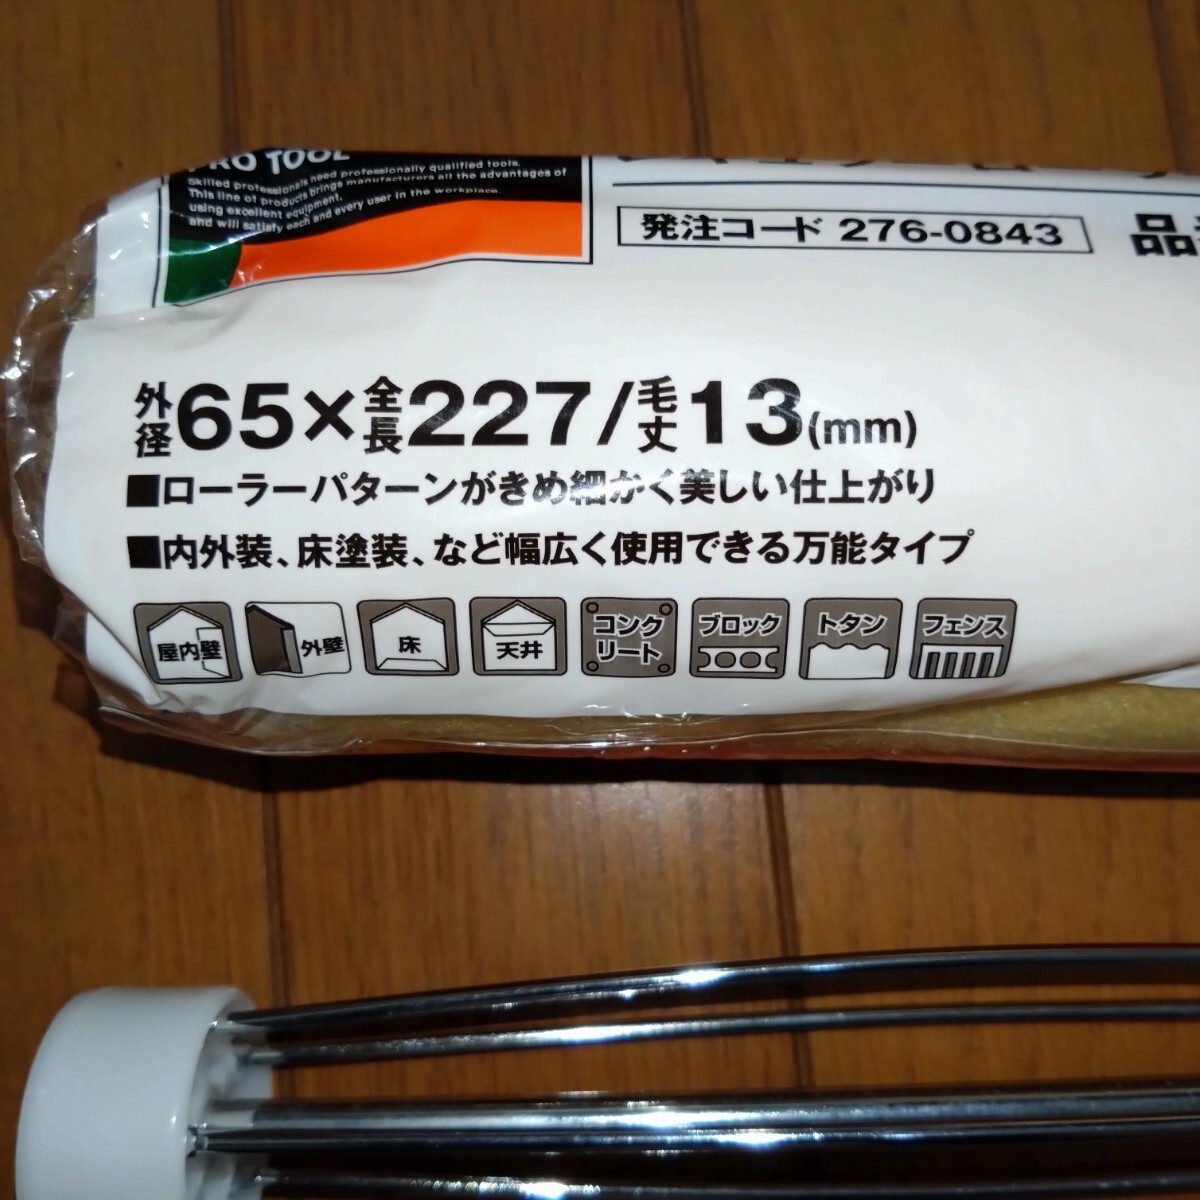 PRO TOOL
Skilled professionals need professionally qualified tools.
This line of products brings manufacturers all the advantages of
using excellent equipment,
and will satisfy each and every user in the workplace.
発注コード 276-0843
品
外径65×全長227/毛丈13(mm)
■ローラーパターンがきめ細かく美しい仕上がり
■内外装、床塗装、など幅広く使用できる万能タイプ
屋内壁
外壁
床
天井
コンク
リート
ブロック
トタン
フェンス